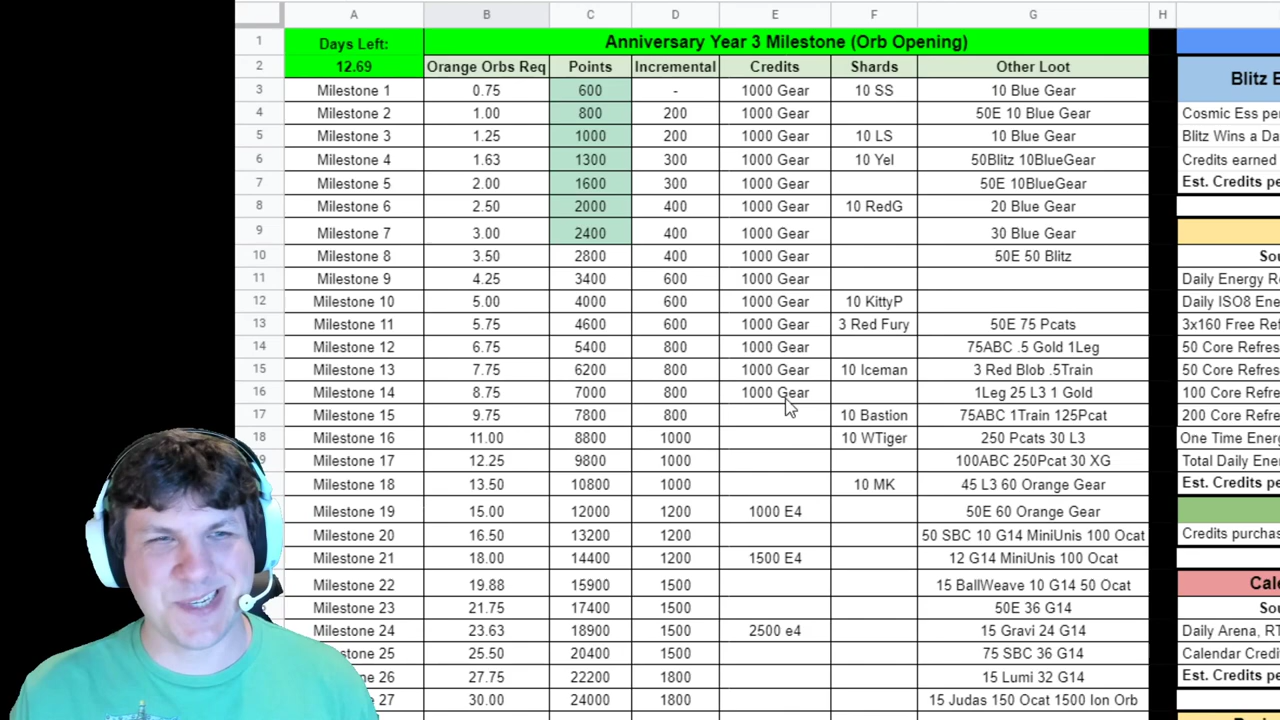 A B C D E F G H
1 Days Left: Anniversary Year 3 Milestone (Orb Opening)
2 12.69 Orange Orbs Req Points Incremental Credits Shards Other Loot
3 Milestone 1 0.75 600 - 1000 Gear 10 SS 10 Blue Gear
4 Milestone 2 1.00 800 200 1000 Gear 50E 10 Blue Gear
5 Milestone 3 1.25 1000 200 1000 Gear 10 LS 10 Blue Gear
6 Milestone 4 1.63 1300 300 1000 Gear 10 Yel 50Blitz 10BlueGear
7 Milestone 5 2.00 1600 300 1000 Gear 50E 10BlueGear
8 Milestone 6 2.50 2000 400 1000 Gear 10 RedG 20 Blue Gear
9 Milestone 7 3.00 2400 400 1000 Gear 30 Blue Gear
10 Milestone 8 3.50 2800 400 1000 Gear 50E 50 Blitz
11 Milestone 9 4.25 3400 600 1000 Gear
12 Milestone 10 5.00 4000 600 1000 Gear 10 KittyP
13 Milestone 11 5.75 4600 600 1000 Gear 3 Red Fury 50E 75 Pcats
14 Milestone 12 6.75 5400 800 1000 Gear 75ABC .5 Gold 1Leg
15 Milestone 13 7.75 6200 800 1000 Gear 10 Iceman 3 Red Blob .5Train
16 Milestone 14 8.75 7000 800 1000 Gear 1Leg 25 L3 1 Gold
17 Milestone 15 9.75 7800 800 10 Bastion 75ABC 1Train 125Pcat
18 Milestone 16 11.00 8800 1000 10 WTiger 250 Pcats 30 L3
Milestone 17 12.25 9800 1000 100ABC 250Pcat 30 XG
Milestone 18 13.50 10800 1000 10 MK 45 L3 60 Orange Gear
Milestone 19 15.00 12000 1200 1000 E4 50E 60 Orange Gear
Milestone 20 16.50 13200 1200 50 SBC 10 G14 MiniUnis 100 Ocat
Milestone 21 18.00 14400 1200 1500 E4 12 G14 MiniUnis 100 Ocat
Milestone 22 19.88 15900 1500 15 BallWeave 10 G14 50 Ocat
Milestone 23 21.75 17400 1500 50E 36 G14
Milestone 24 23.63 18900 1500 2500 e4 15 Gravi 24 G14
25 25.50 20400 1500 75 SBC 36 G14
26 27.75 22200 1800 15 Lumi 32 G14
27 30.00 24000 1800 15 Judas 150 Ocat 1500 Ion Orb
Blitz
Cosmic Ess
Blitz Wins a
Credits earned
Est. Credits
Daily Energy
Daily ISO8
3x160 Free
50 Core
100 Core
200 Core
One Time
Total Daily
Est. Credits
Credits
Daily Arena,
Calendar
Est. Credits